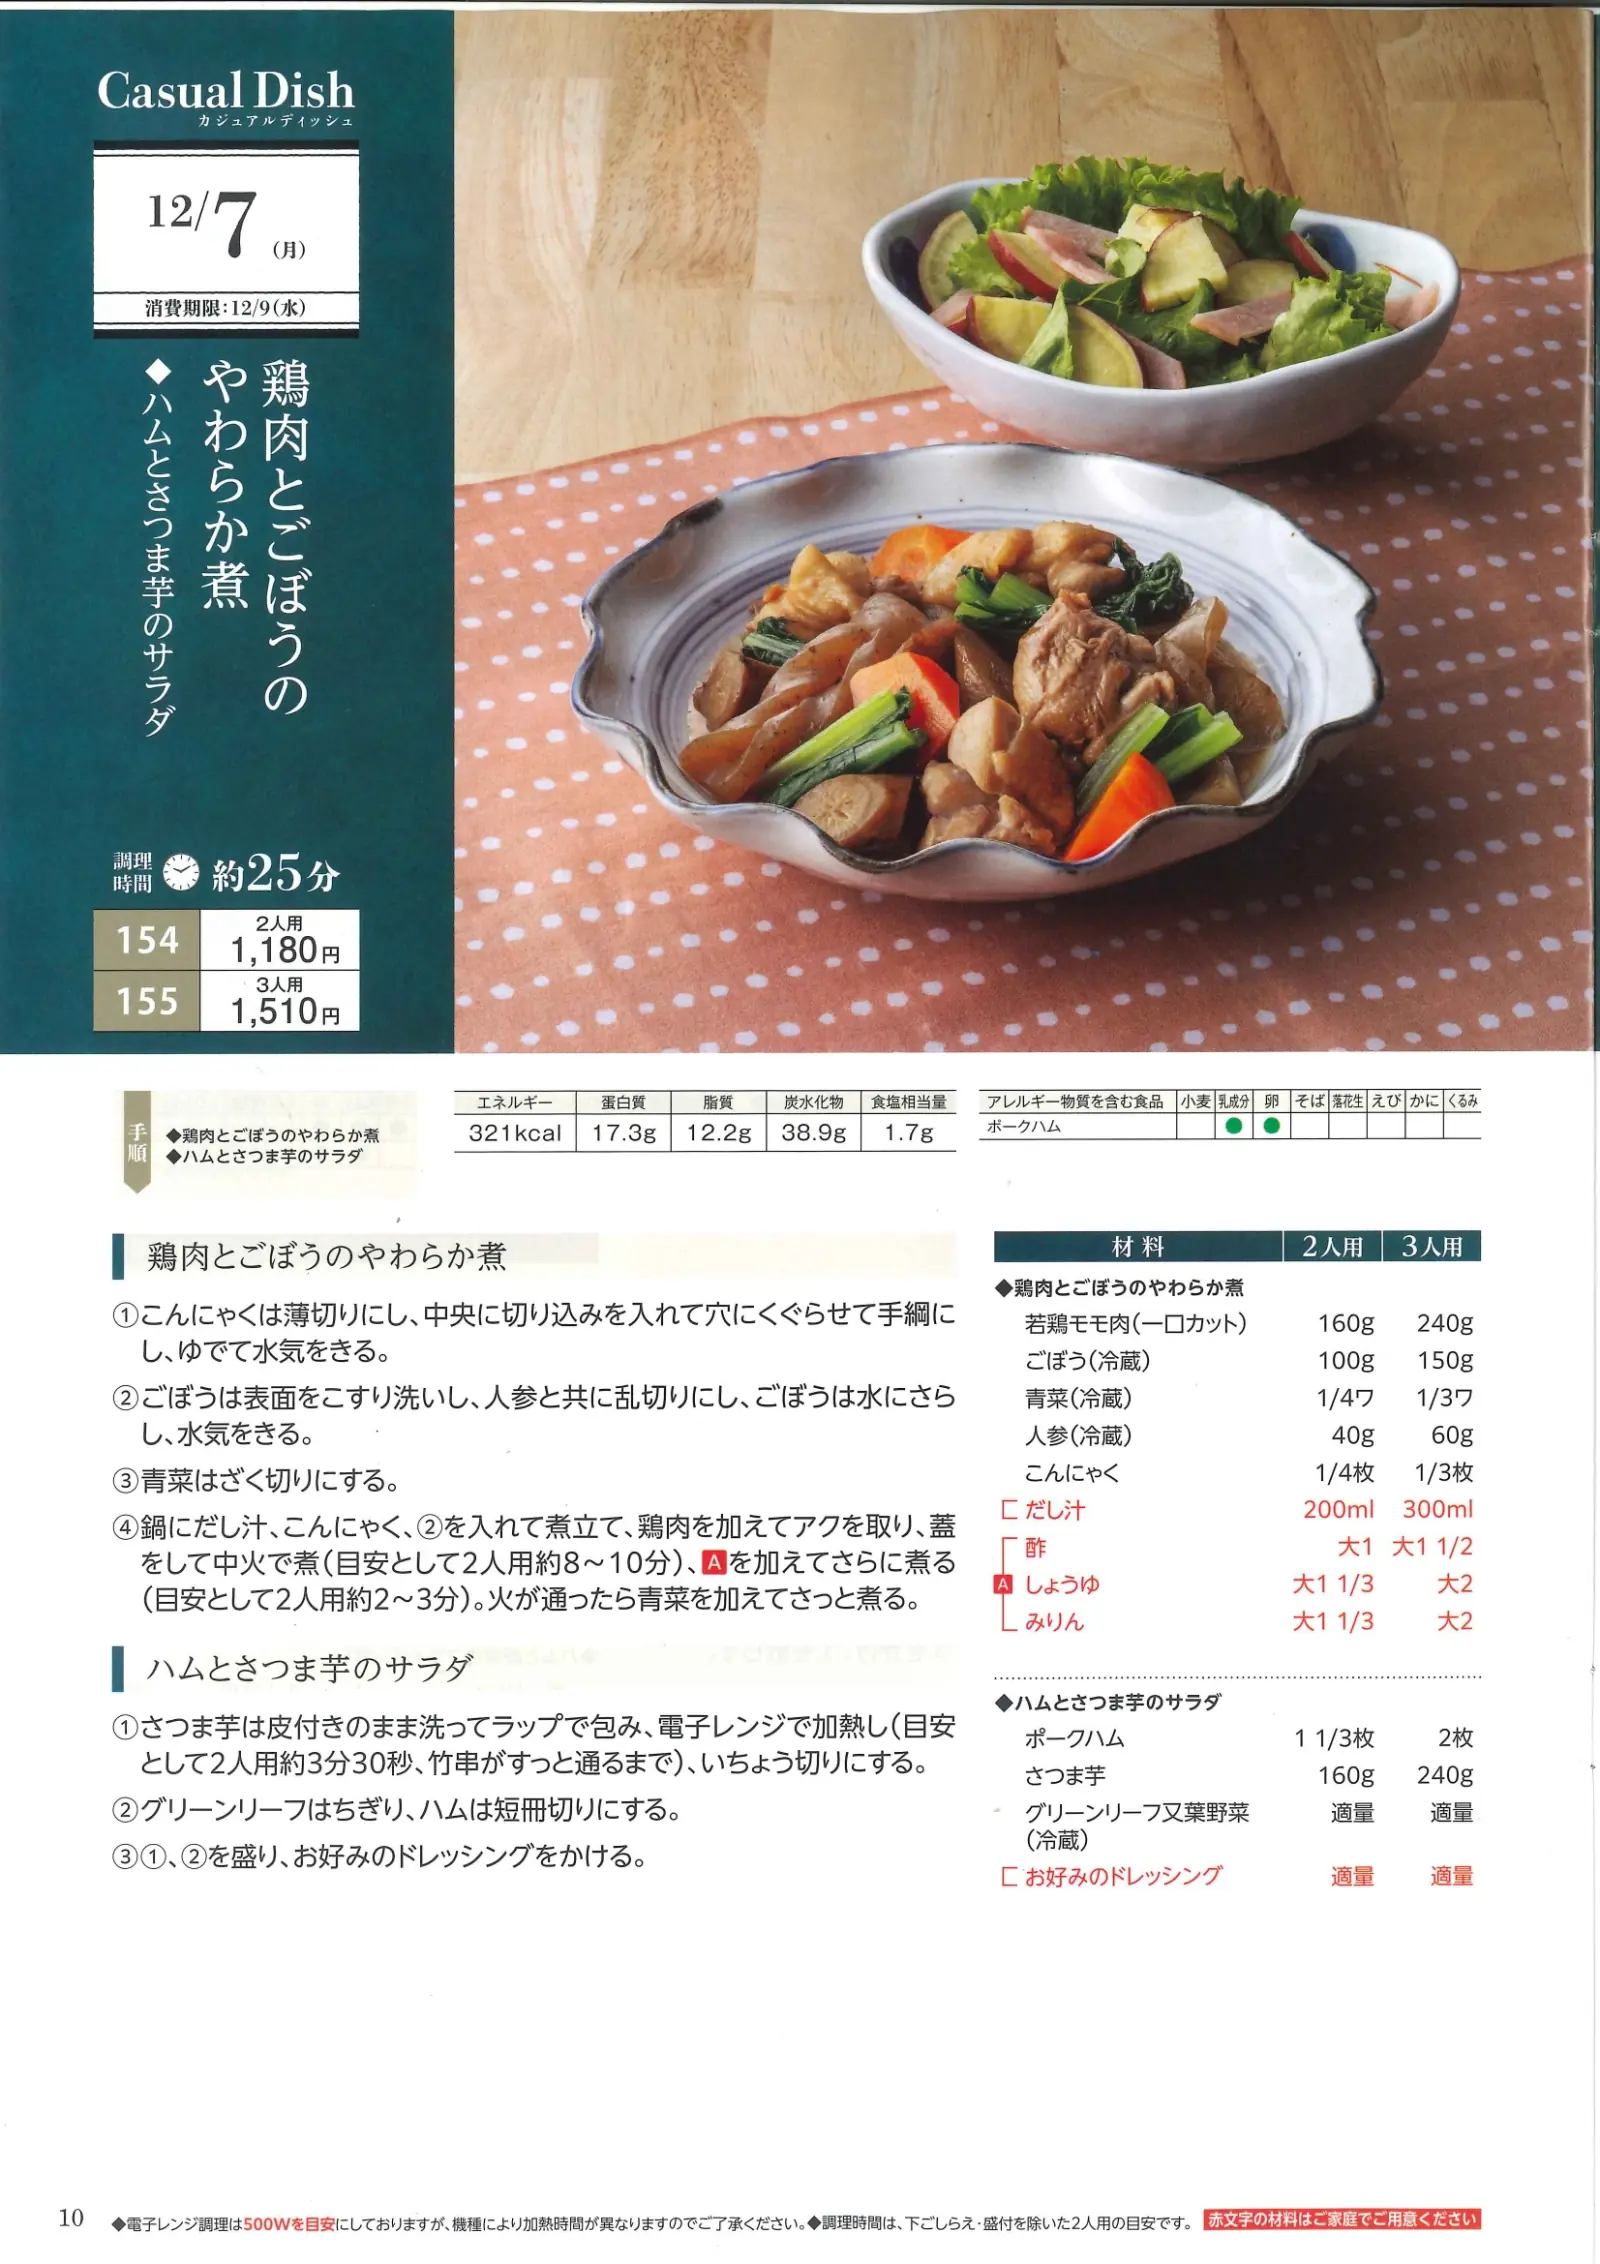 Casual Dish
カジュアルディッシュ
12/7(月)
消費期限:12/9(水)
鶏肉とごぼうの
やわらか煮
◆ハムとさつま芋のサラダ
調理時間 約25分
154 2人用 1,180円
155 3人用 1,510円
手順
◆鶏肉とごぼうのやわらか煮
◆ハムとさつま芋のサラダ
エネルギー 蛋白質 脂質 炭水化物 食塩相当量
321kcal 17.3g 12.2g 38.9g 1.7g
アレルギー物質を含む食品 小麦 乳成分 卵 そば 落花生 えび かに くるみ
ポークハム ● ●
鶏肉とごぼうのやわらか煮
①こんにゃくは薄切りにし、中央に切り込みを入れて穴にくぐらせて手綱に
し、ゆでて水気をきる。
②ごぼうは表面をこすり洗いし、人参と共に乱切りにし、ごぼうは水にさら
し、水気をきる。
③青菜はざく切りにする。
④鍋にだし汁、こんにゃく、②を入れて煮立て、鶏肉を加えてアクを取り、蓋
をして中火で煮(目安として2人用約8～10分)、Aを加えてさらに煮る
(目安として2人用約2～3分)。火が通ったら青菜を加えてさっと煮る。
ハムとさつま芋のサラダ
①さつま芋は皮付きのまま洗ってラップで包み、電子レンジで加熱し(目安
として2人用約3分30秒、竹串がすっと通るまで)、いちょう切りにする。
②グリーンリーフはちぎり、ハムは短冊切りにする。
③①、②を盛り、お好みのドレッシングをかける。
材料 2人用 3人用
◆鶏肉とごぼうのやわらか煮
若鶏モモ肉(一口カット) 160g 240g
ごぼう(冷蔵) 100g 150g
青菜(冷蔵) 1/4ワ 1/3ワ
人参(冷蔵) 40g 60g
こんにゃく 1/4枚 1/3枚
だし汁 200ml 300ml
酢 大1 大1 1/2
A しょうゆ 大1 1/3 大2
みりん 大1 1/3 大2
◆ハムとさつま芋のサラダ
ポークハム 1 1/3枚 2枚
さつま芋 160g 240g
グリーンリーフ又葉野菜 適量 適量
(冷蔵)
お好みのドレッシング 適量 適量
10
◆電子レンジ調理は500Wを目安にしておりますが、機種により加熱時間が異なりますのでご了承ください。◆調理時間は、下ごしらえ・盛付を除いた2人用の目安です。 赤文字の材料はご家庭でご用意ください